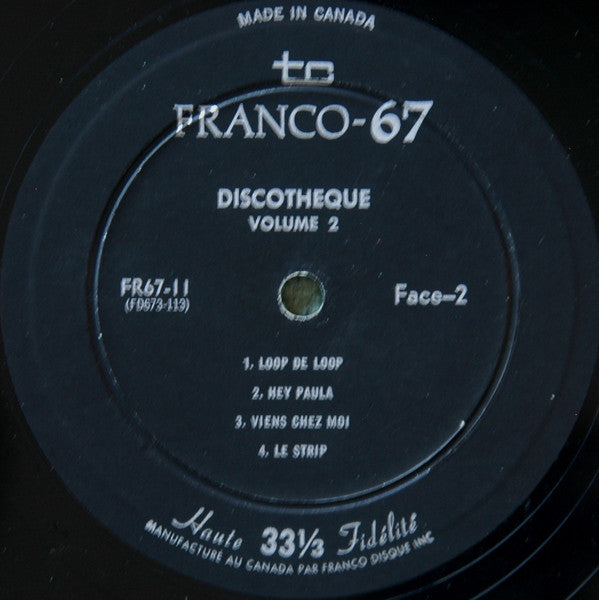 MADE IN CANADA
tc
FRANCO-67
DISCOTHEQUE
VOLUME 2
FR67-11
(FD673-113)
Face-2
1. LOOP DE LOOP
2. HEY PAULA
3. VIENS CHEZ MOI
4. LE STRIP
Haute 33⅓ Fidélité
MANUFACTURÉ AU CANADA PAR FRANCO DISQUE INC